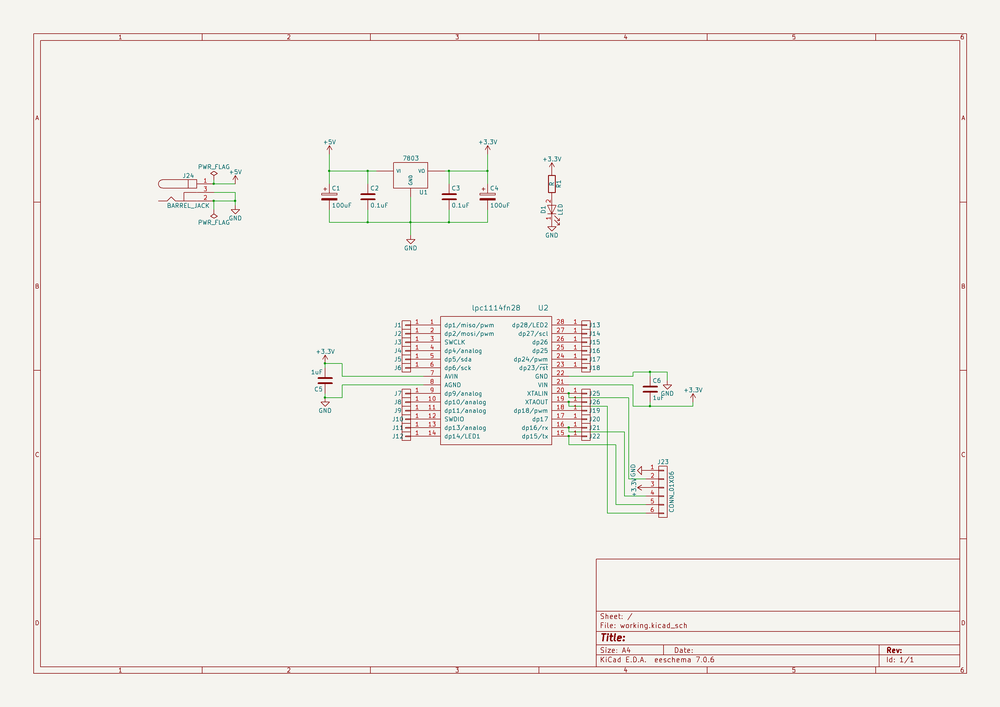 1 2 3 4 5 6
A A
+5V +3.3V
7803
VI VO
GND
U1
C1 100uF
C2 0.1uF
C3 0.1uF
C4 100uF
GND
PWR_FLAG
J24 +5V
1
3
2
BARREL_JACK
GND
PWR_FLAG
+3.3V
R R1
2
D1 LED
1
GND
B B
lpc1114fn28 U2
J1 1 1 dp1/miso/pwm dp28/LED2 28 1 J13
J2 1 2 dp2/mosi/pwm dp27/scl 27 1 J14
J3 1 3 SWCLK dp26 26 1 J15
J4 1 4 dp4/analog dp25 25 1 J16
J5 1 5 dp5/sda dp24/pwm 24 1 J17
J6 1 6 dp6/sck dp23/rst 23 1 J18
7 AVIN GND 22
8 AGND VIN 21
J7 1 9 dp9/analog XTALIN 20 1 J25
J8 1 10 dp10/analog XTAOUT 19 1 J26
J9 1 11 dp11/analog dp18/pwm 18 1 J19
J10 1 12 SWDIO dp17 17 1 J20
J11 1 13 dp13/analog dp16/rx 16 1 J21
J12 1 14 dp14/LED1 dp15/tx 15 1 J22
+3.3V
1uF
C5
GND
C6
1uF
GND
+3.3V
C C
J23
GND 1
2
+3.3V 3
4
5
6
CONN_01X06
D D
Sheet: /
File: working.kicad_sch
Title:
Size: A4 Date: Rev:
KiCad E.D.A. eeschema 7.0.6 Id: 1/1
1 2 3 4 5 6